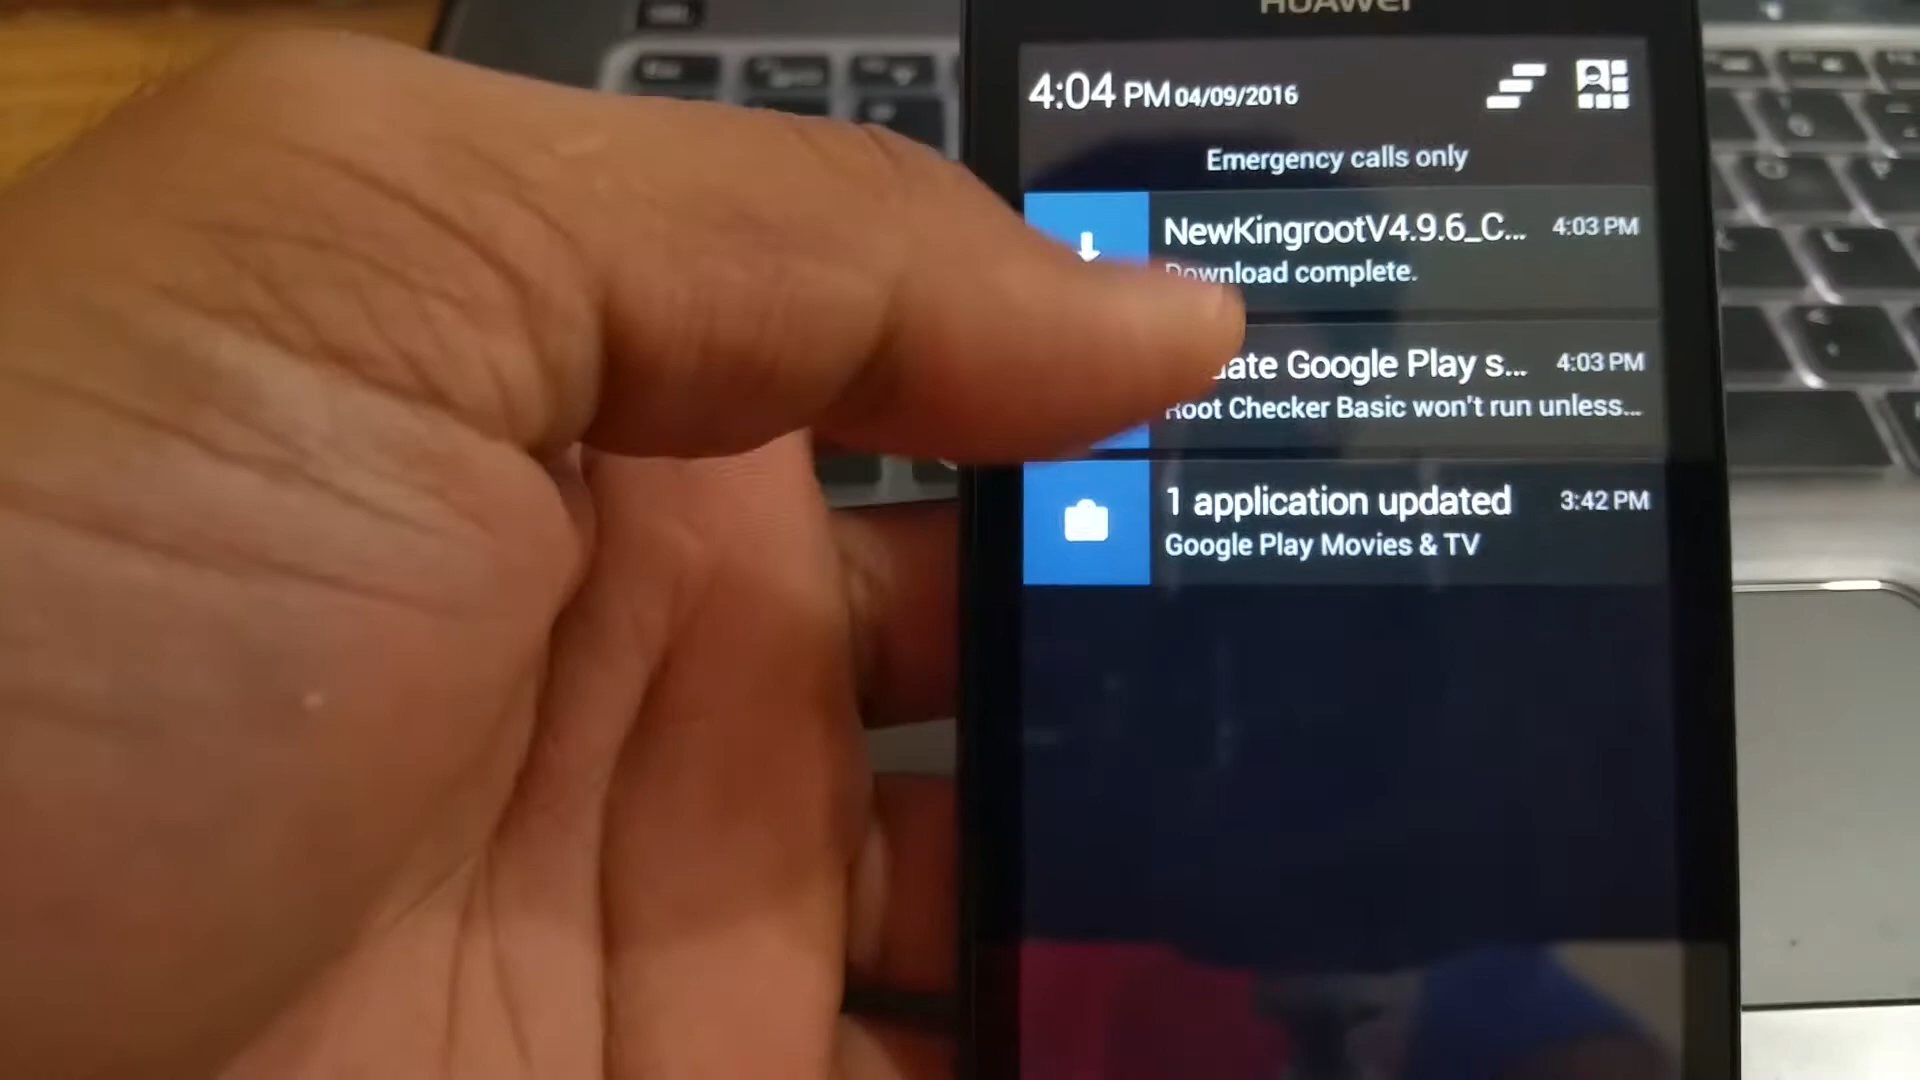 HUAWEI
4:04 PM 04/09/2016
Emergency calls only
NewKingrootV4.9.6_C... 4:03 PM
Download complete.
Google Play s... 4:03 PM
Root Checker Basic won't run unless...
1 application updated 3:42 PM
Google Play Movies & TV